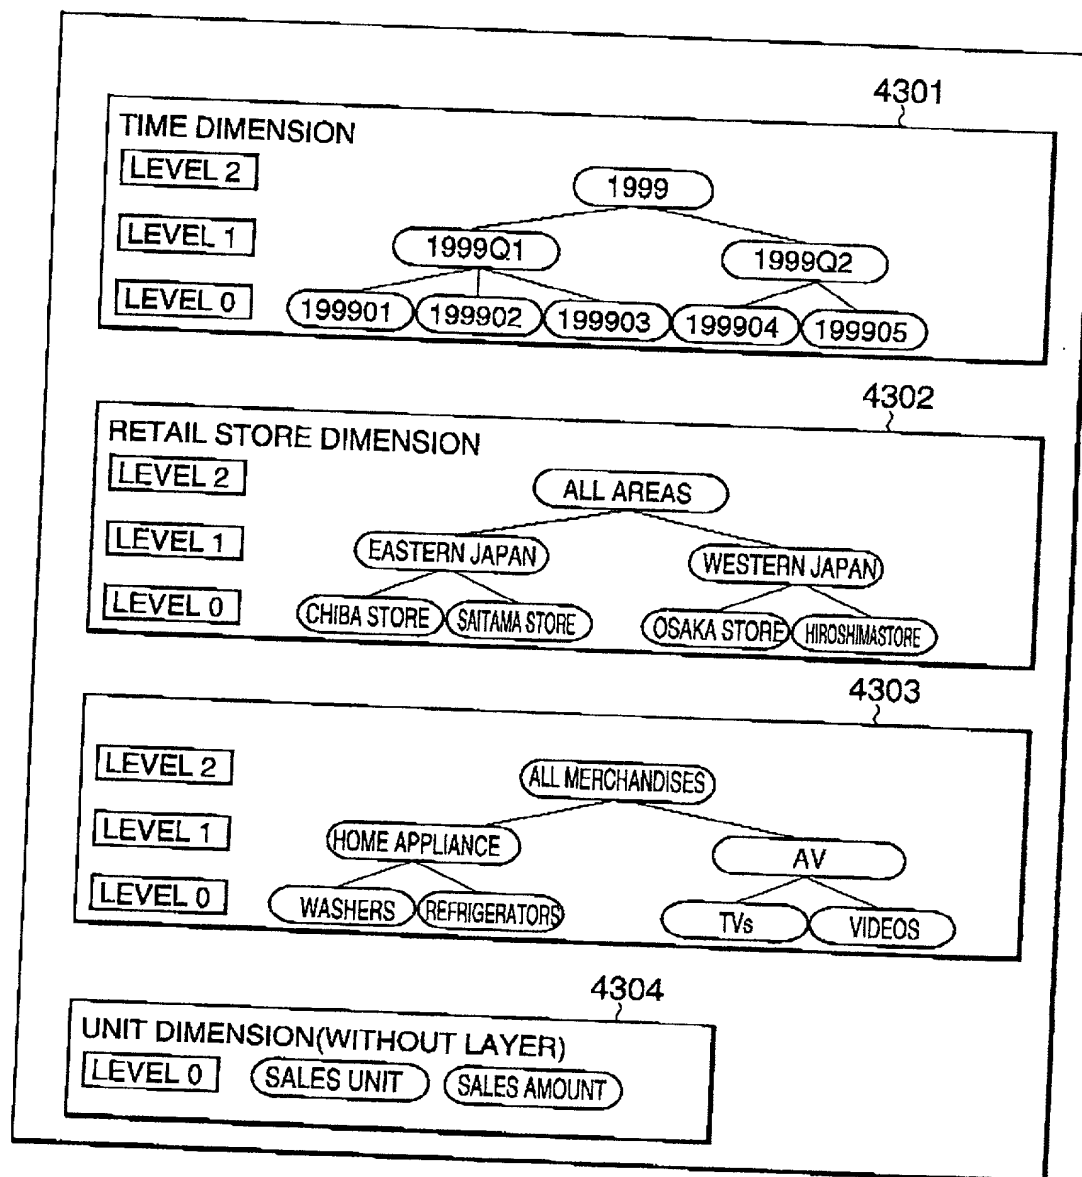 4301
TIME DIMENSION
LEVEL 2
1999
LEVEL 1
1999Q1
1999Q2
LEVEL 0
199901
199902
199903
199904
199905
4302
RETAIL STORE DIMENSION
LEVEL 2
ALL AREAS
LEVEL 1
EASTERN JAPAN
WESTERN JAPAN
LEVEL 0
CHIBA STORE
SAITAMA STORE
OSAKA STORE
HIROSHIMASTORE
4303
LEVEL 2
ALL MERCHANDISES
LEVEL 1
HOME APPLIANCE
AV
LEVEL 0
WASHERS
REFRIGERATORS
TVs
VIDEOS
4304
UNIT DIMENSION(WITHOUT LAYER)
LEVEL 0
SALES UNIT
SALES AMOUNT